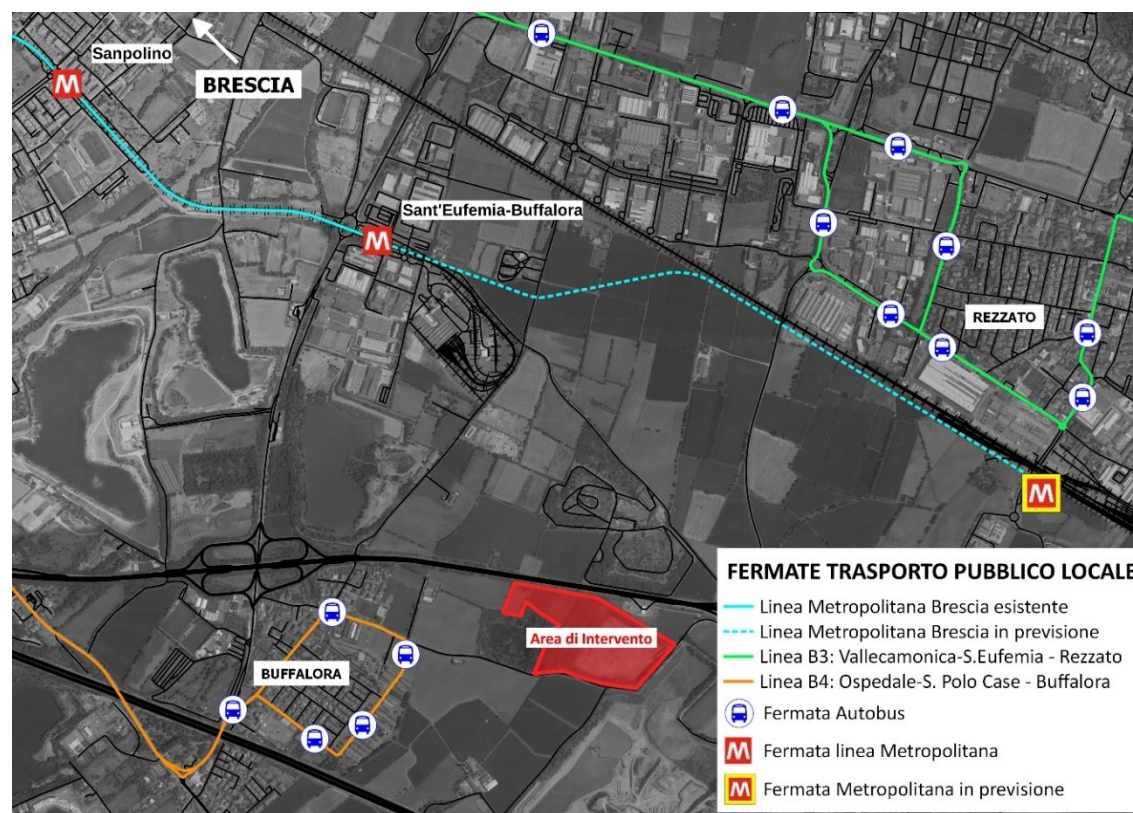 Sanpolino
BRESCIA
Sant'Eufemia-Buffalora
REZZATO
Area di Intervento
BUFFALORA
FERMATE TRASPORTO PUBBLICO LOCALE
Linea Metropolitana Brescia esistente
Linea Metropolitana Brescia in previsione
Linea B3: Vallecamonica-S.Eufemia - Rezzato
Linea B4: Ospedale-S. Polo Case - Buffalora
Fermata Autobus
M Fermata linea Metropolitana
M Fermata Metropolitana in previsione
M
M
M